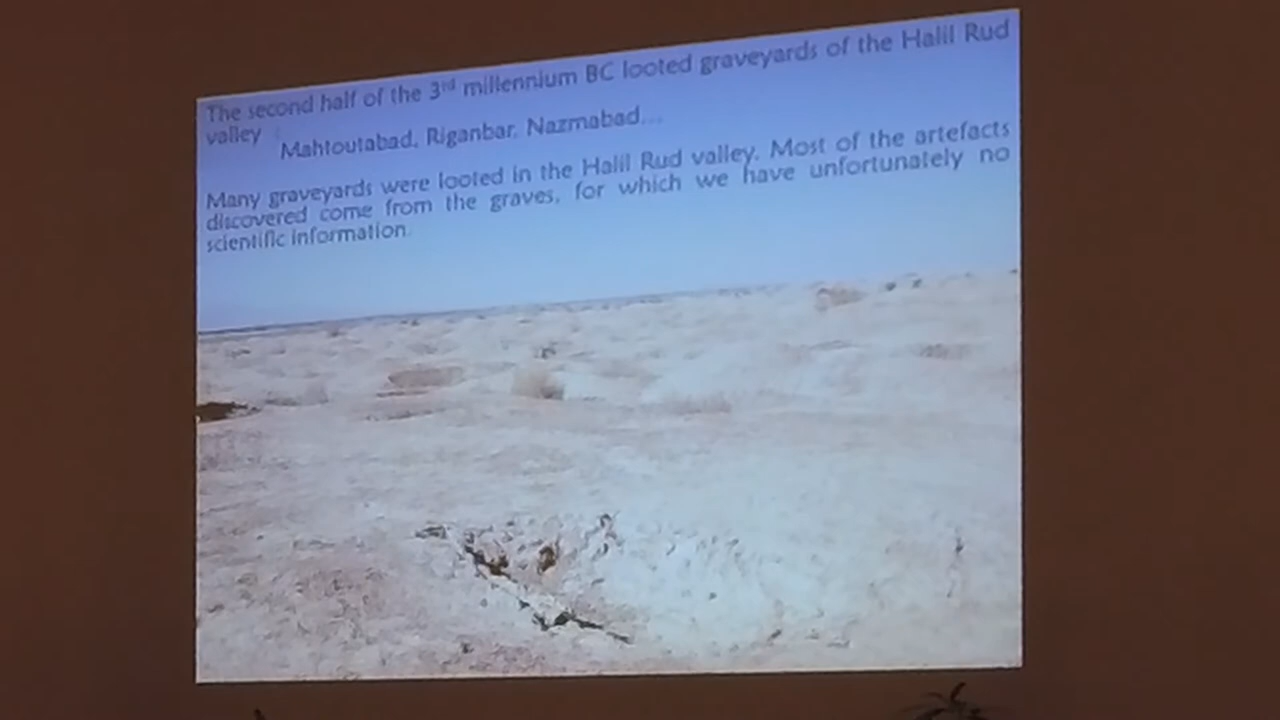 The second half of the 3rd millennium BC looted graveyards of the Halil Rud
valley :
Mahtoutabad, Riganbar, Nazmabad...
Many graveyards were looted in the Halil Rud valley. Most of the artefacts
discovered come from the graves, for which we have unfortunately no
scientific information.